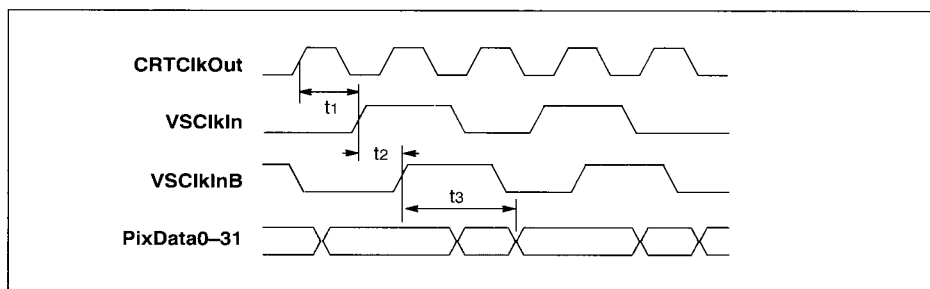 CRTClkOut
t1
VSClkIn
t2
VSClkInB
t3
PixData0–31